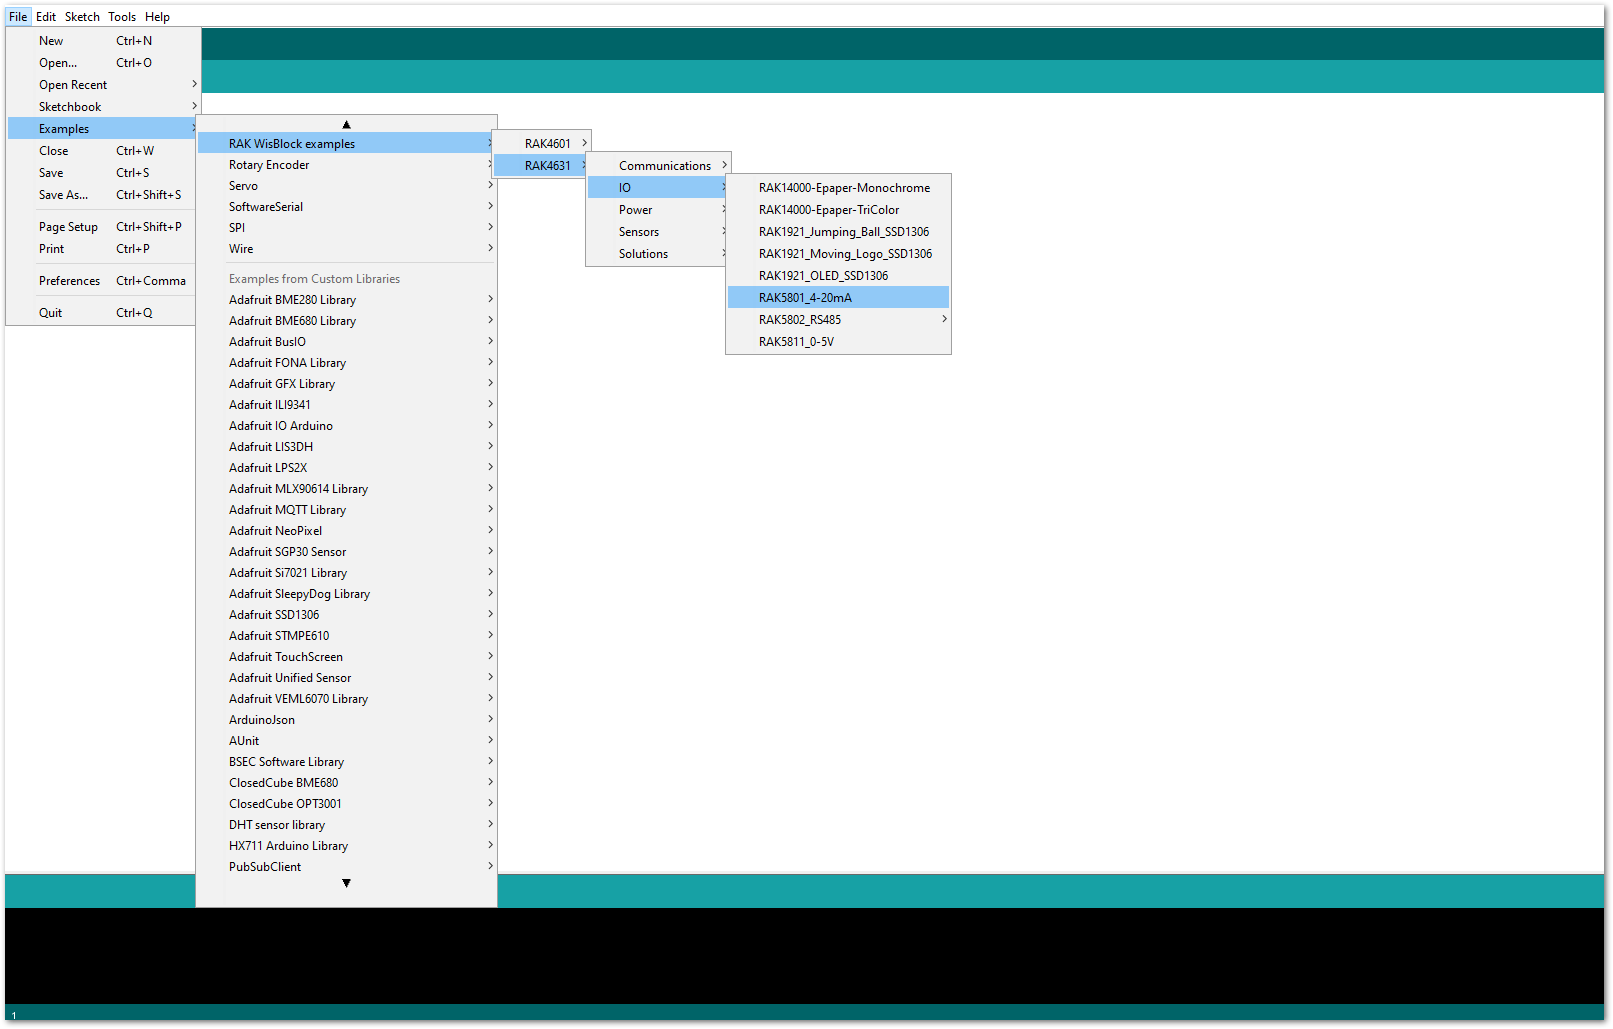 File Edit Sketch Tools Help
New Ctrl+N
Open... Ctrl+O
Open Recent
Sketchbook
Examples
Close Ctrl+W
Save Ctrl+S
Save As... Ctrl+Shift+S
Page Setup Ctrl+Shift+P
Print Ctrl+P
Preferences Ctrl+Comma
Quit Ctrl+Q
RAK WisBlock examples
Rotary Encoder
Servo
SoftwareSerial
SPI
Wire
Examples from Custom Libraries
Adafruit BME280 Library
Adafruit BME680 Library
Adafruit BusIO
Adafruit FONA Library
Adafruit GFX Library
Adafruit ILI9341
Adafruit IO Arduino
Adafruit LIS3DH
Adafruit LPS2X
Adafruit MLX90614 Library
Adafruit MQTT Library
Adafruit NeoPixel
Adafruit SGP30 Sensor
Adafruit Si7021 Library
Adafruit SleepyDog Library
Adafruit SSD1306
Adafruit STMPE610
Adafruit TouchScreen
Adafruit Unified Sensor
Adafruit VEML6070 Library
ArduinoJson
AUnit
BSEC Software Library
ClosedCube BME680
ClosedCube OPT3001
DHT sensor library
HX711 Arduino Library
PubSubClient
RAK4601
RAK4631
Communications
IO
Power
Sensors
Solutions
RAK14000-Epaper-Monochrome
RAK14000-Epaper-TriColor
RAK1921_Jumping_Ball_SSD1306
RAK1921_Moving_Logo_SSD1306
RAK1921_OLED_SSD1306
RAK5801_4-20mA
RAK5802_RS485
RAK5811_0-5V
1